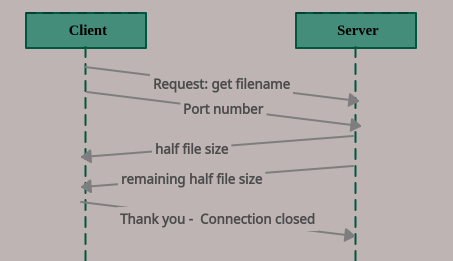 Client
Server
Request: get filename
Port number
half file size
remaining half file size
Thank you -  Connection closed